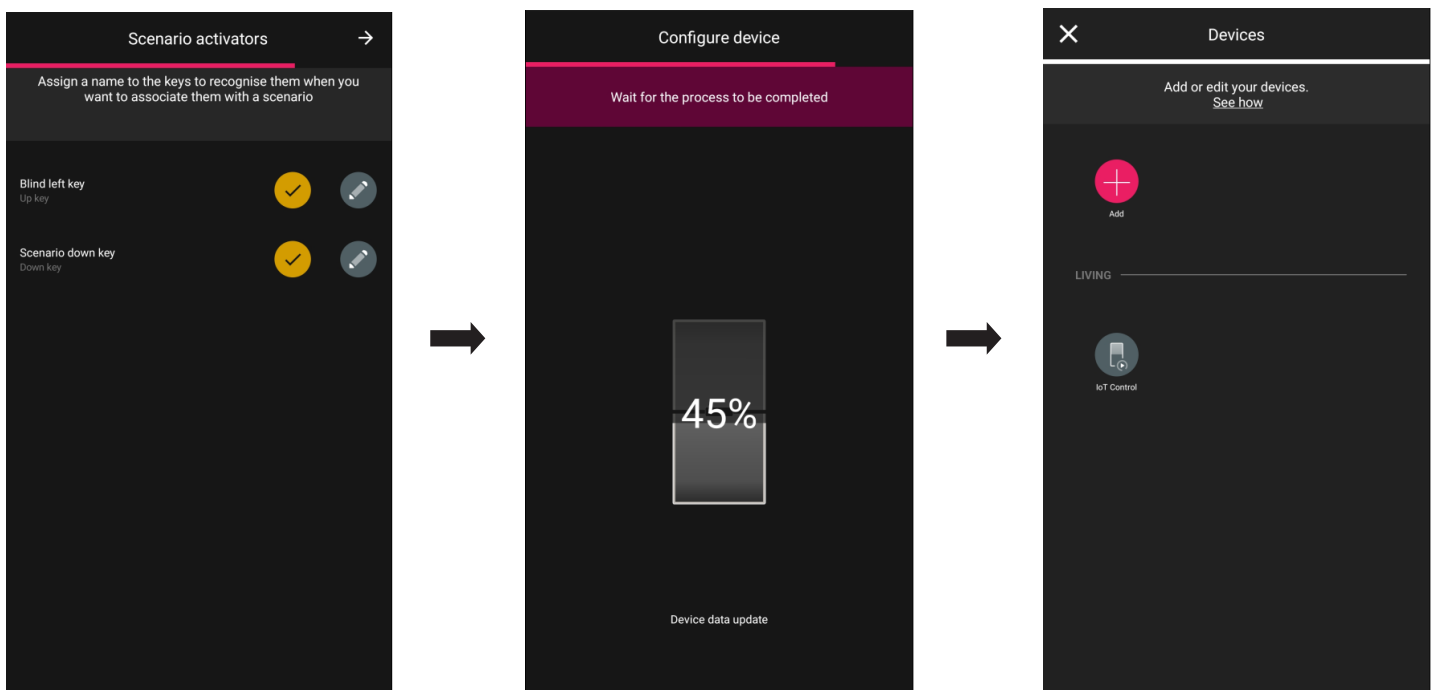 Scenario activators
Assign a name to the keys to recognise them when you
want to associate them with a scenario
Blind left key
Up key
Scenario down key
Down key
Configure device
Wait for the process to be completed
45%
Device data update
Devices
Add or edit your devices.
See how
Add
LIVING
IoT Control